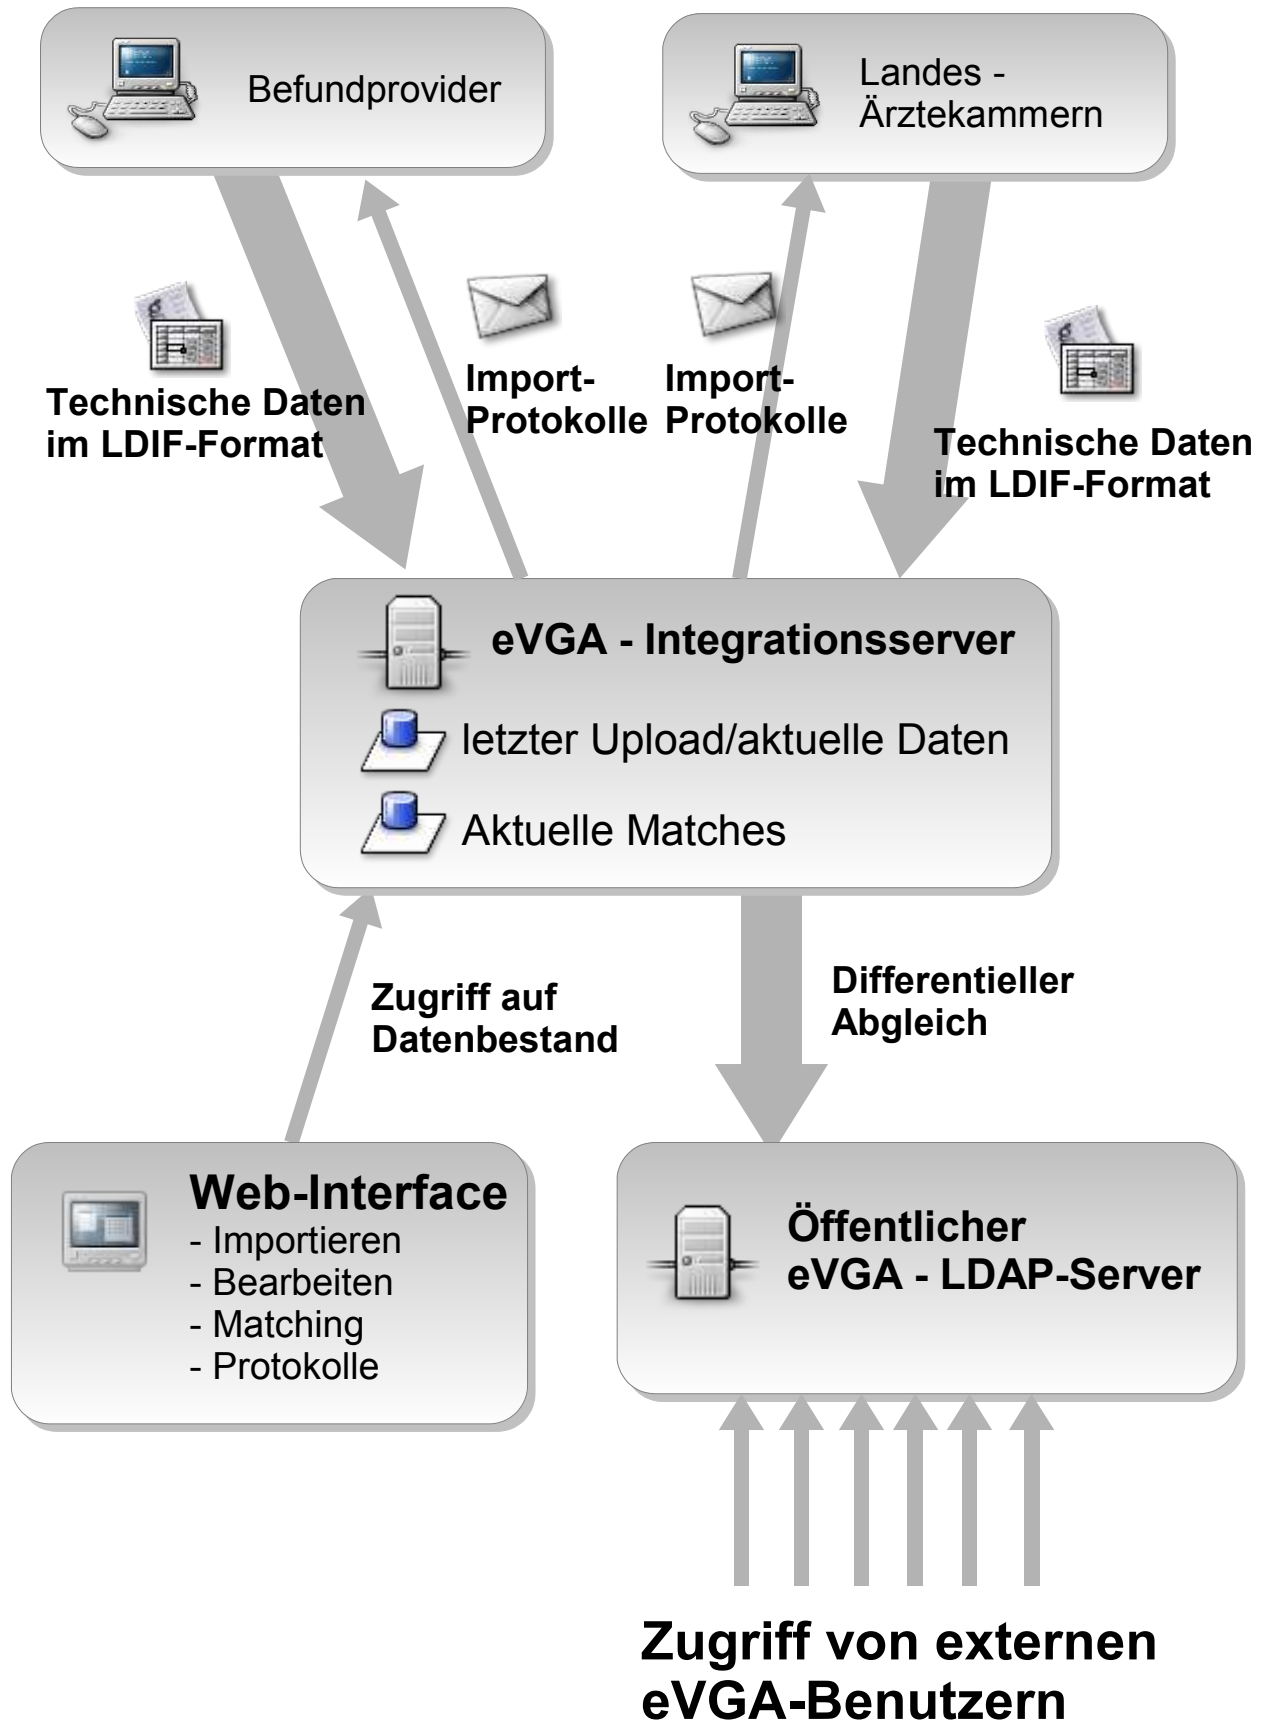 Befundprovider
Landes -
Ärztekammern
Technische Daten
im LDIF-Format
Import-
Protokolle
Import-
Protokolle
Technische Daten
im LDIF-Format
eVGA - Integrationsserver
letzter Upload/aktuelle Daten
Aktuelle Matches
Zugriff auf
Datenbestand
Differentieller
Abgleich
Web-Interface
- Importieren
- Bearbeiten
- Matching
- Protokolle
Öffentlicher
eVGA - LDAP-Server
Zugriff von externen
eVGA-Benutzern